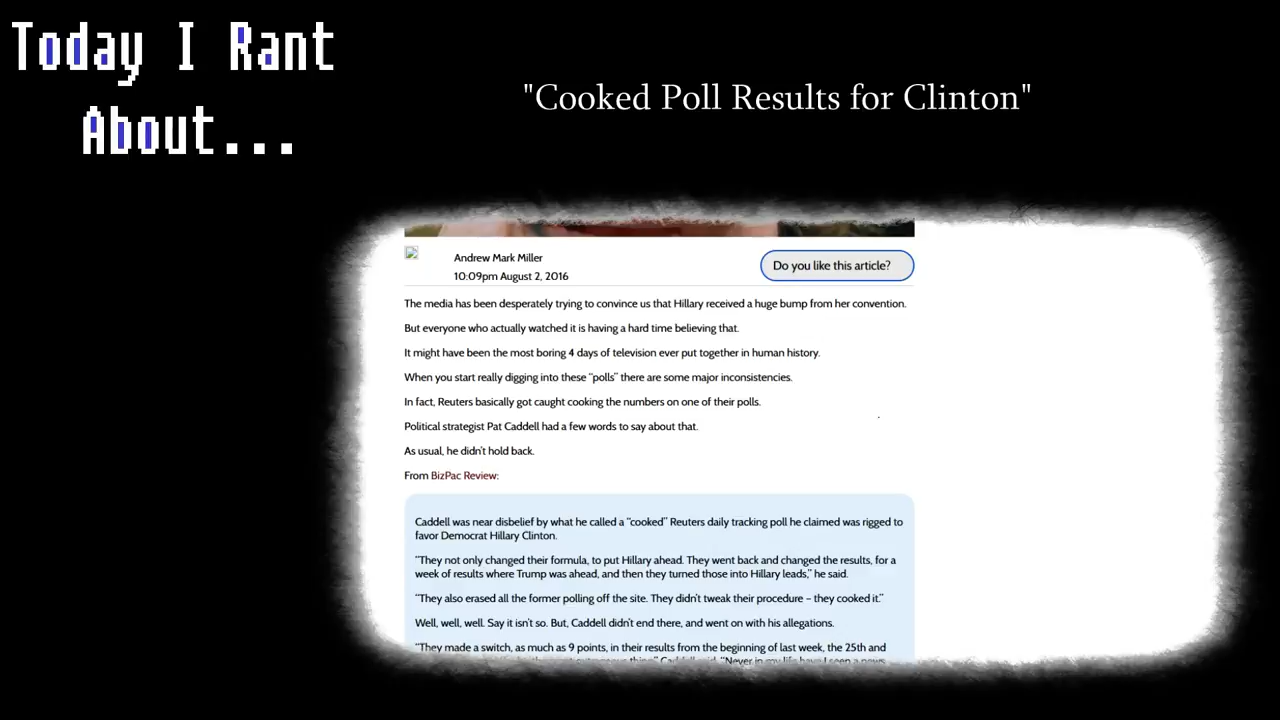 Today I Rant
About...
"Cooked Poll Results for Clinton"
Andrew Mark Miller
10:09pm August 2, 2016
Do you like this article?
The media has been desperately trying to convince us that Hillary received a huge bump from her convention.
But everyone who actually watched it is having a hard time believing that.
It might have been the most boring 4 days of television ever put together in human history.
When you start really digging into these “polls” there are some major inconsistencies.
In fact, Reuters basically got caught cooking the numbers on one of their polls.
Political strategist Pat Caddell had a few words to say about that.
As usual, he didn’t hold back.
From BizPac Review:
Caddell was near disbelief by what he called a “cooked” Reuters daily tracking poll he claimed was rigged to
favor Democrat Hillary Clinton.
“They not only changed their formula, to put Hillary ahead. They went back and changed the results, for a
week of results where Trump was ahead, and then they turned those into Hillary leads,” he said.
“They also erased all the former polling off the site. They didn’t tweak their procedure – they cooked it.”
Well, well, well. Say it isn’t so. But, Caddell didn’t end there, and went on with his allegations.
“They made a switch, as much as 9 points, in their results from the beginning of last week, the 25th and
thing,” Caddell said. “Never in my life have I seen a news